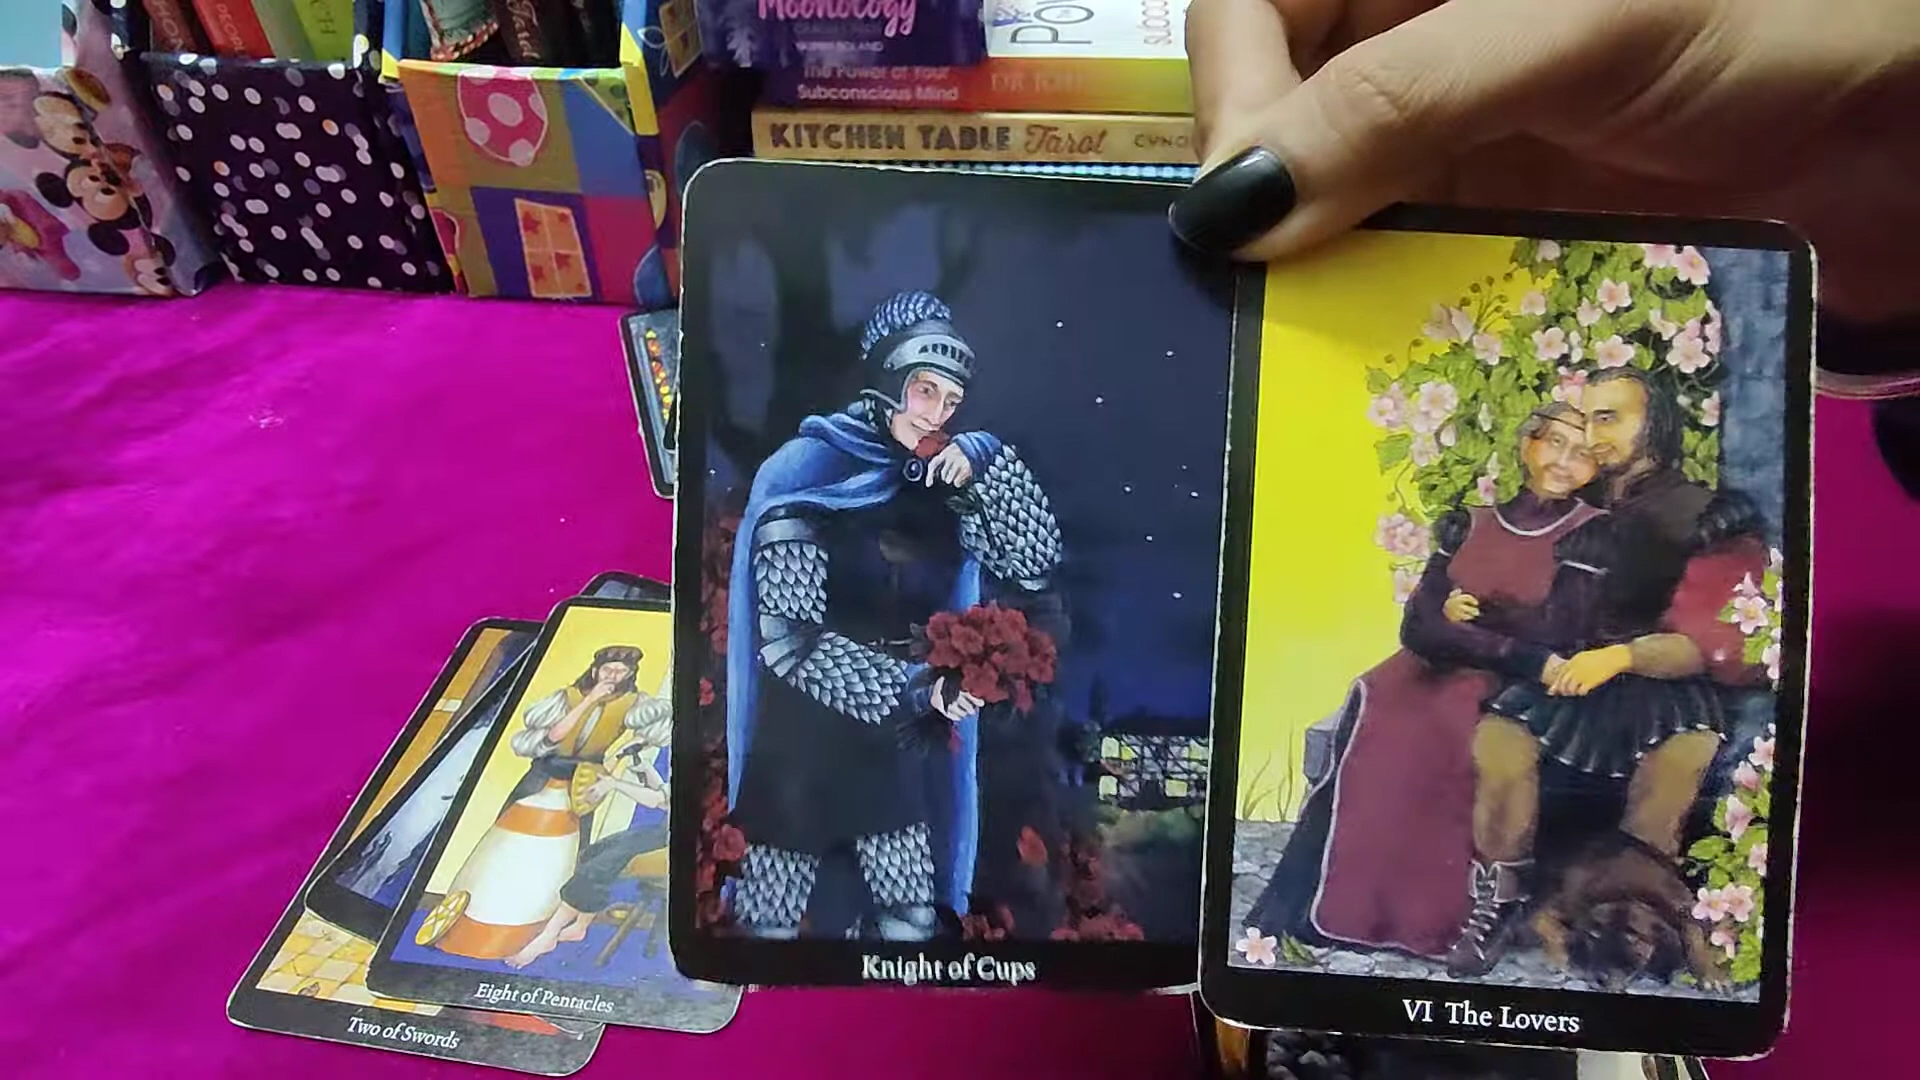 Moonology
The Power of Your
Subconscious Mind
KITCHEN TABLE Tarot
Knight of Cups
VI The Lovers
Eight of Pentacles
Two of Swords